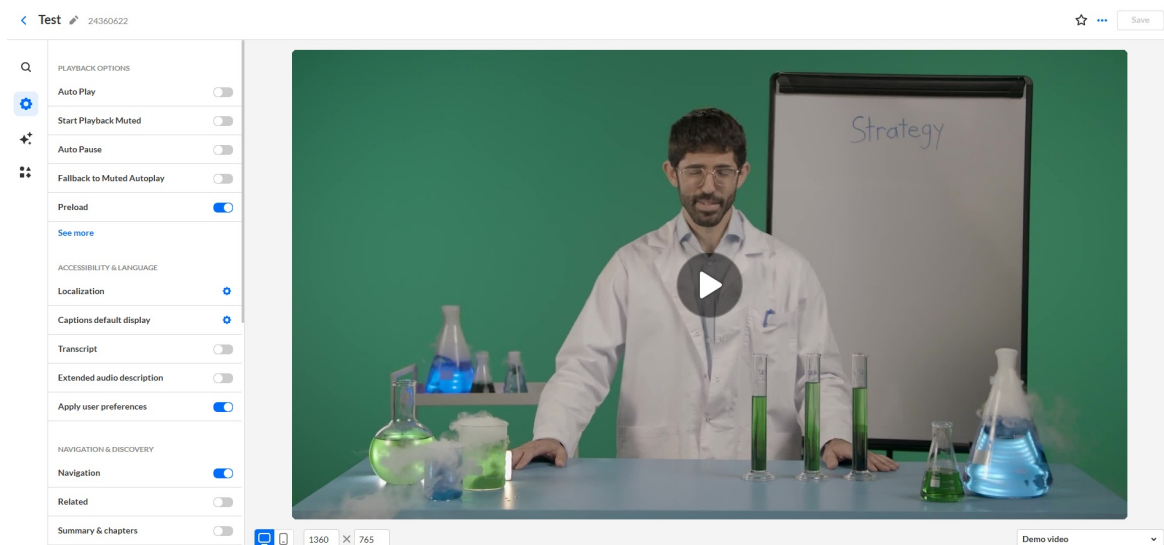 Test 24360622
Save
PLAYBACK OPTIONS
Auto Play
Start Playback Muted
Auto Pause
Fallback to Muted Autoplay
Preload
See more
ACCESSIBILITY & LANGUAGE
Localization
Captions default display
Transcript
Extended audio description
Apply user preferences
NAVIGATION & DISCOVERY
Navigation
Related
Summary & chapters
Strategy
1360 × 765
Demo video